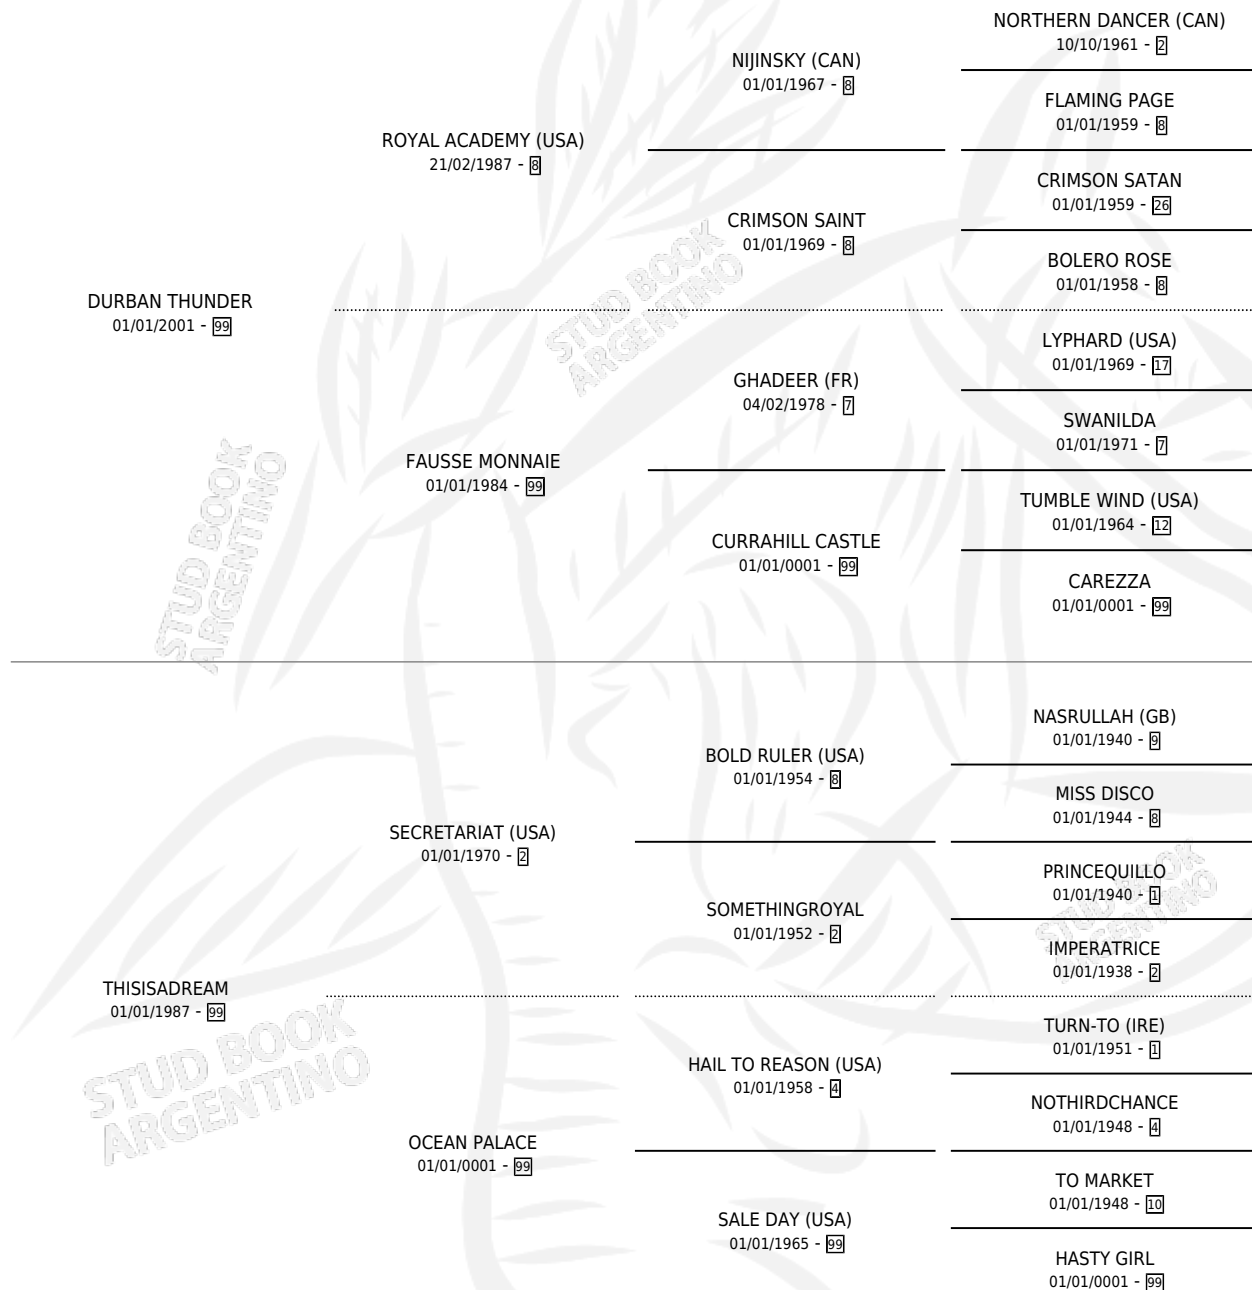 NORTHERN DANCER (CAN)
10/10/1961 - 2
NIJINSKY (CAN)
01/01/1967 - 8
FLAMING PAGE
01/01/1959 - 8
ROYAL ACADEMY (USA)
21/02/1987 - 8
CRIMSON SATAN
01/01/1959 - 26
CRIMSON SAINT
01/01/1969 - 8
BOLERO ROSE
01/01/1958 - 8
DURBAN THUNDER
01/01/2001 - 99
LYPHARD (USA)
01/01/1969 - 17
GHADEER (FR)
04/02/1978 - 7
SWANILDA
01/01/1971 - 7
FAUSSE MONNAIE
01/01/1984 - 99
TUMBLE WIND (USA)
01/01/1964 - 12
CURRAHILL CASTLE
01/01/0001 - 99
CAREZZA
01/01/0001 - 99
STUD BOOK
ARGENTINO
STUD BOOK
ARGENTINO
NASRULLAH (GB)
01/01/1940 - 9
BOLD RULER (USA)
01/01/1954 - 8
MISS DISCO
01/01/1944 - 8
SECRETARIAT (USA)
01/01/1970 - 2
PRINCEQUILLO
01/01/1940 - 1
SOMETHINGROYAL
01/01/1952 - 2
IMPERATRICE
01/01/1938 - 2
THISISADREAM
01/01/1987 - 99
TURN-TO (IRE)
01/01/1951 - 1
HAIL TO REASON (USA)
01/01/1958 - 4
NOTHIRDCHANCE
01/01/1948 - 4
OCEAN PALACE
01/01/0001 - 99
TO MARKET
01/01/1948 - 10
SALE DAY (USA)
01/01/1965 - 99
HASTY GIRL
01/01/0001 - 99
STUD BOOK
ARGENTINO
STUD BOOK
ARGENTINO